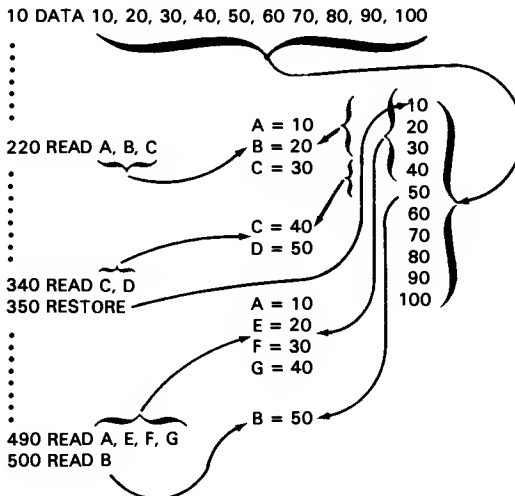 10 DATA 10, 20, 30, 40, 50, 60 70, 80, 90, 100
220 READ A, B, C
A = 10
B = 20
C = 30
C = 40
D = 50
340 READ C, D
350 RESTORE
A = 10
E = 20
F = 30
G = 40
490 READ A, E, F, G
500 READ B
B = 50
10
20
30
40
50
60
70
80
90
100